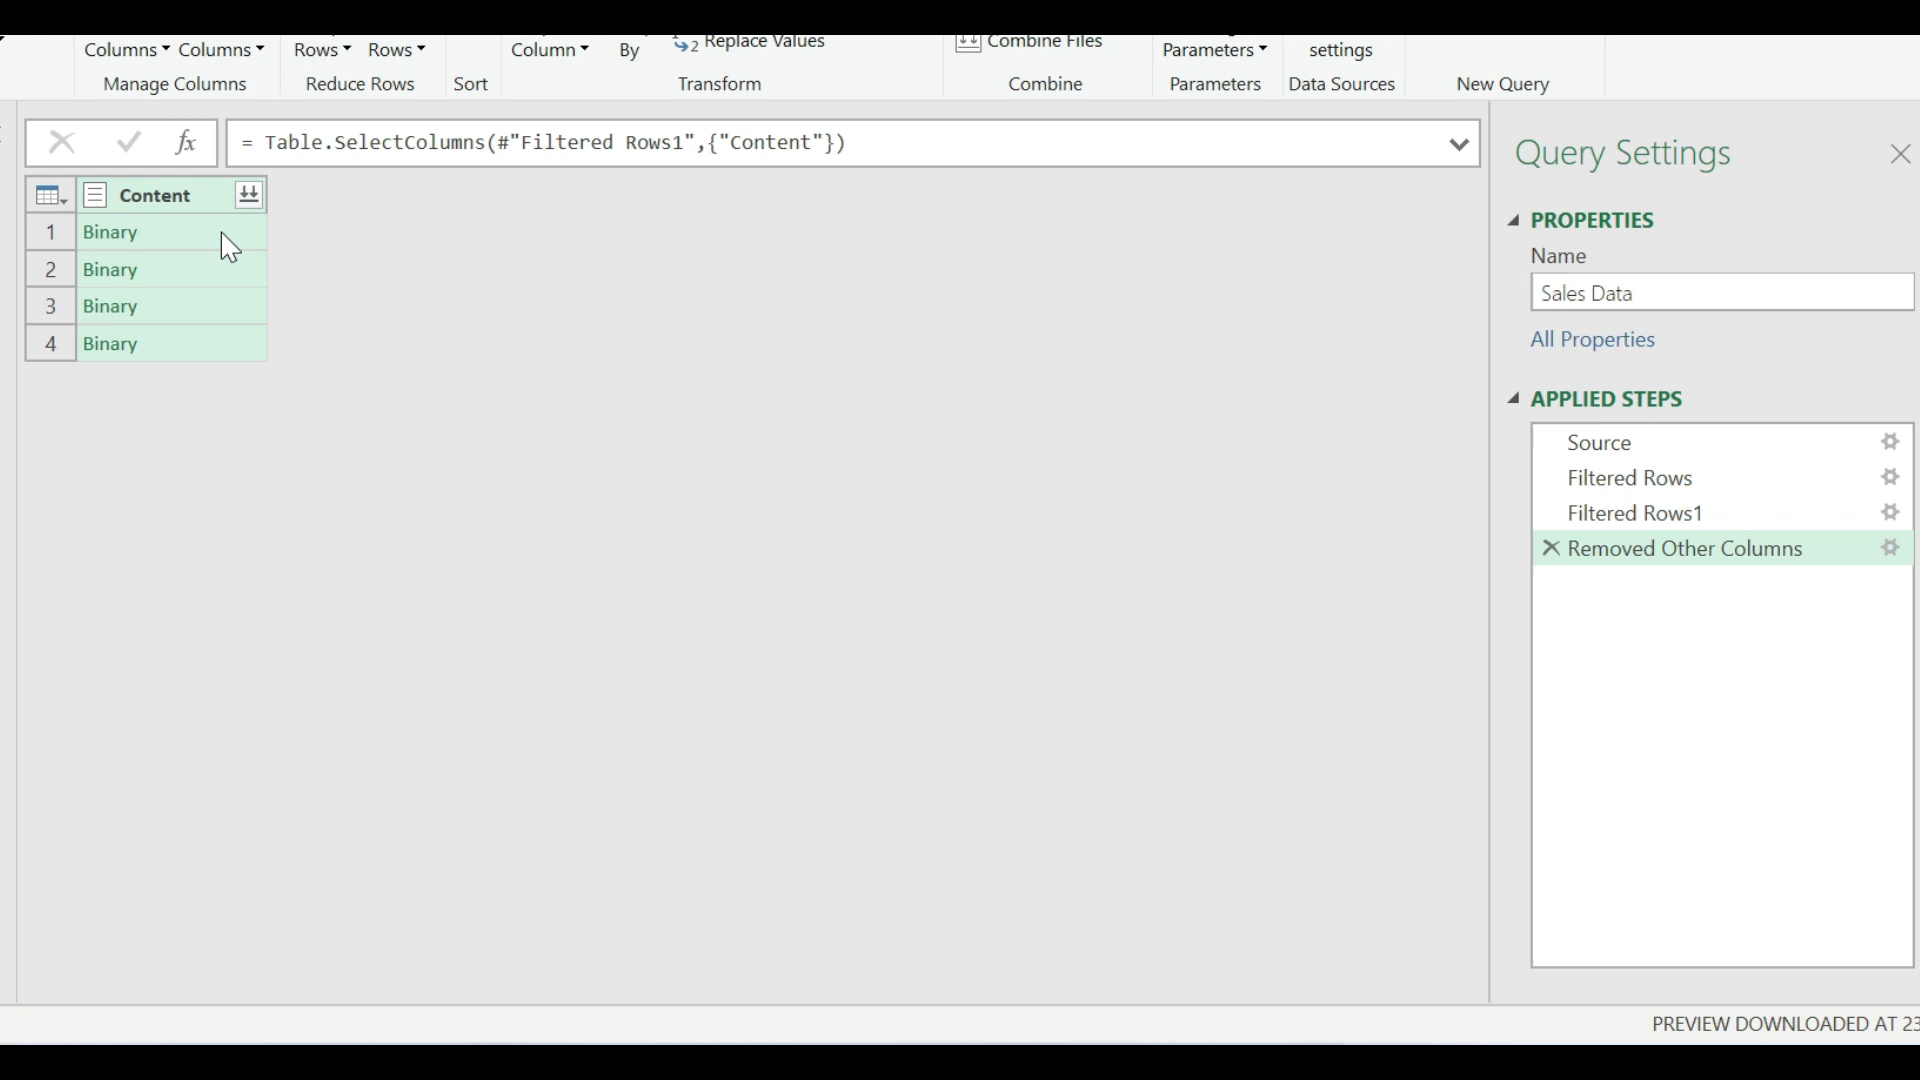 Columns Columns Rows Rows Column By Replace Values Combine Files Parameters settings
Manage Columns Reduce Rows Sort Transform Combine Parameters Data Sources New Query
fx = Table.SelectColumns(#"Filtered Rows1",{"Content"})
Content
1 Binary
2 Binary
3 Binary
4 Binary
Query Settings
PROPERTIES
Name
Sales Data
All Properties
APPLIED STEPS
Source
Filtered Rows
Filtered Rows1
Removed Other Columns
PREVIEW DOWNLOADED AT 23